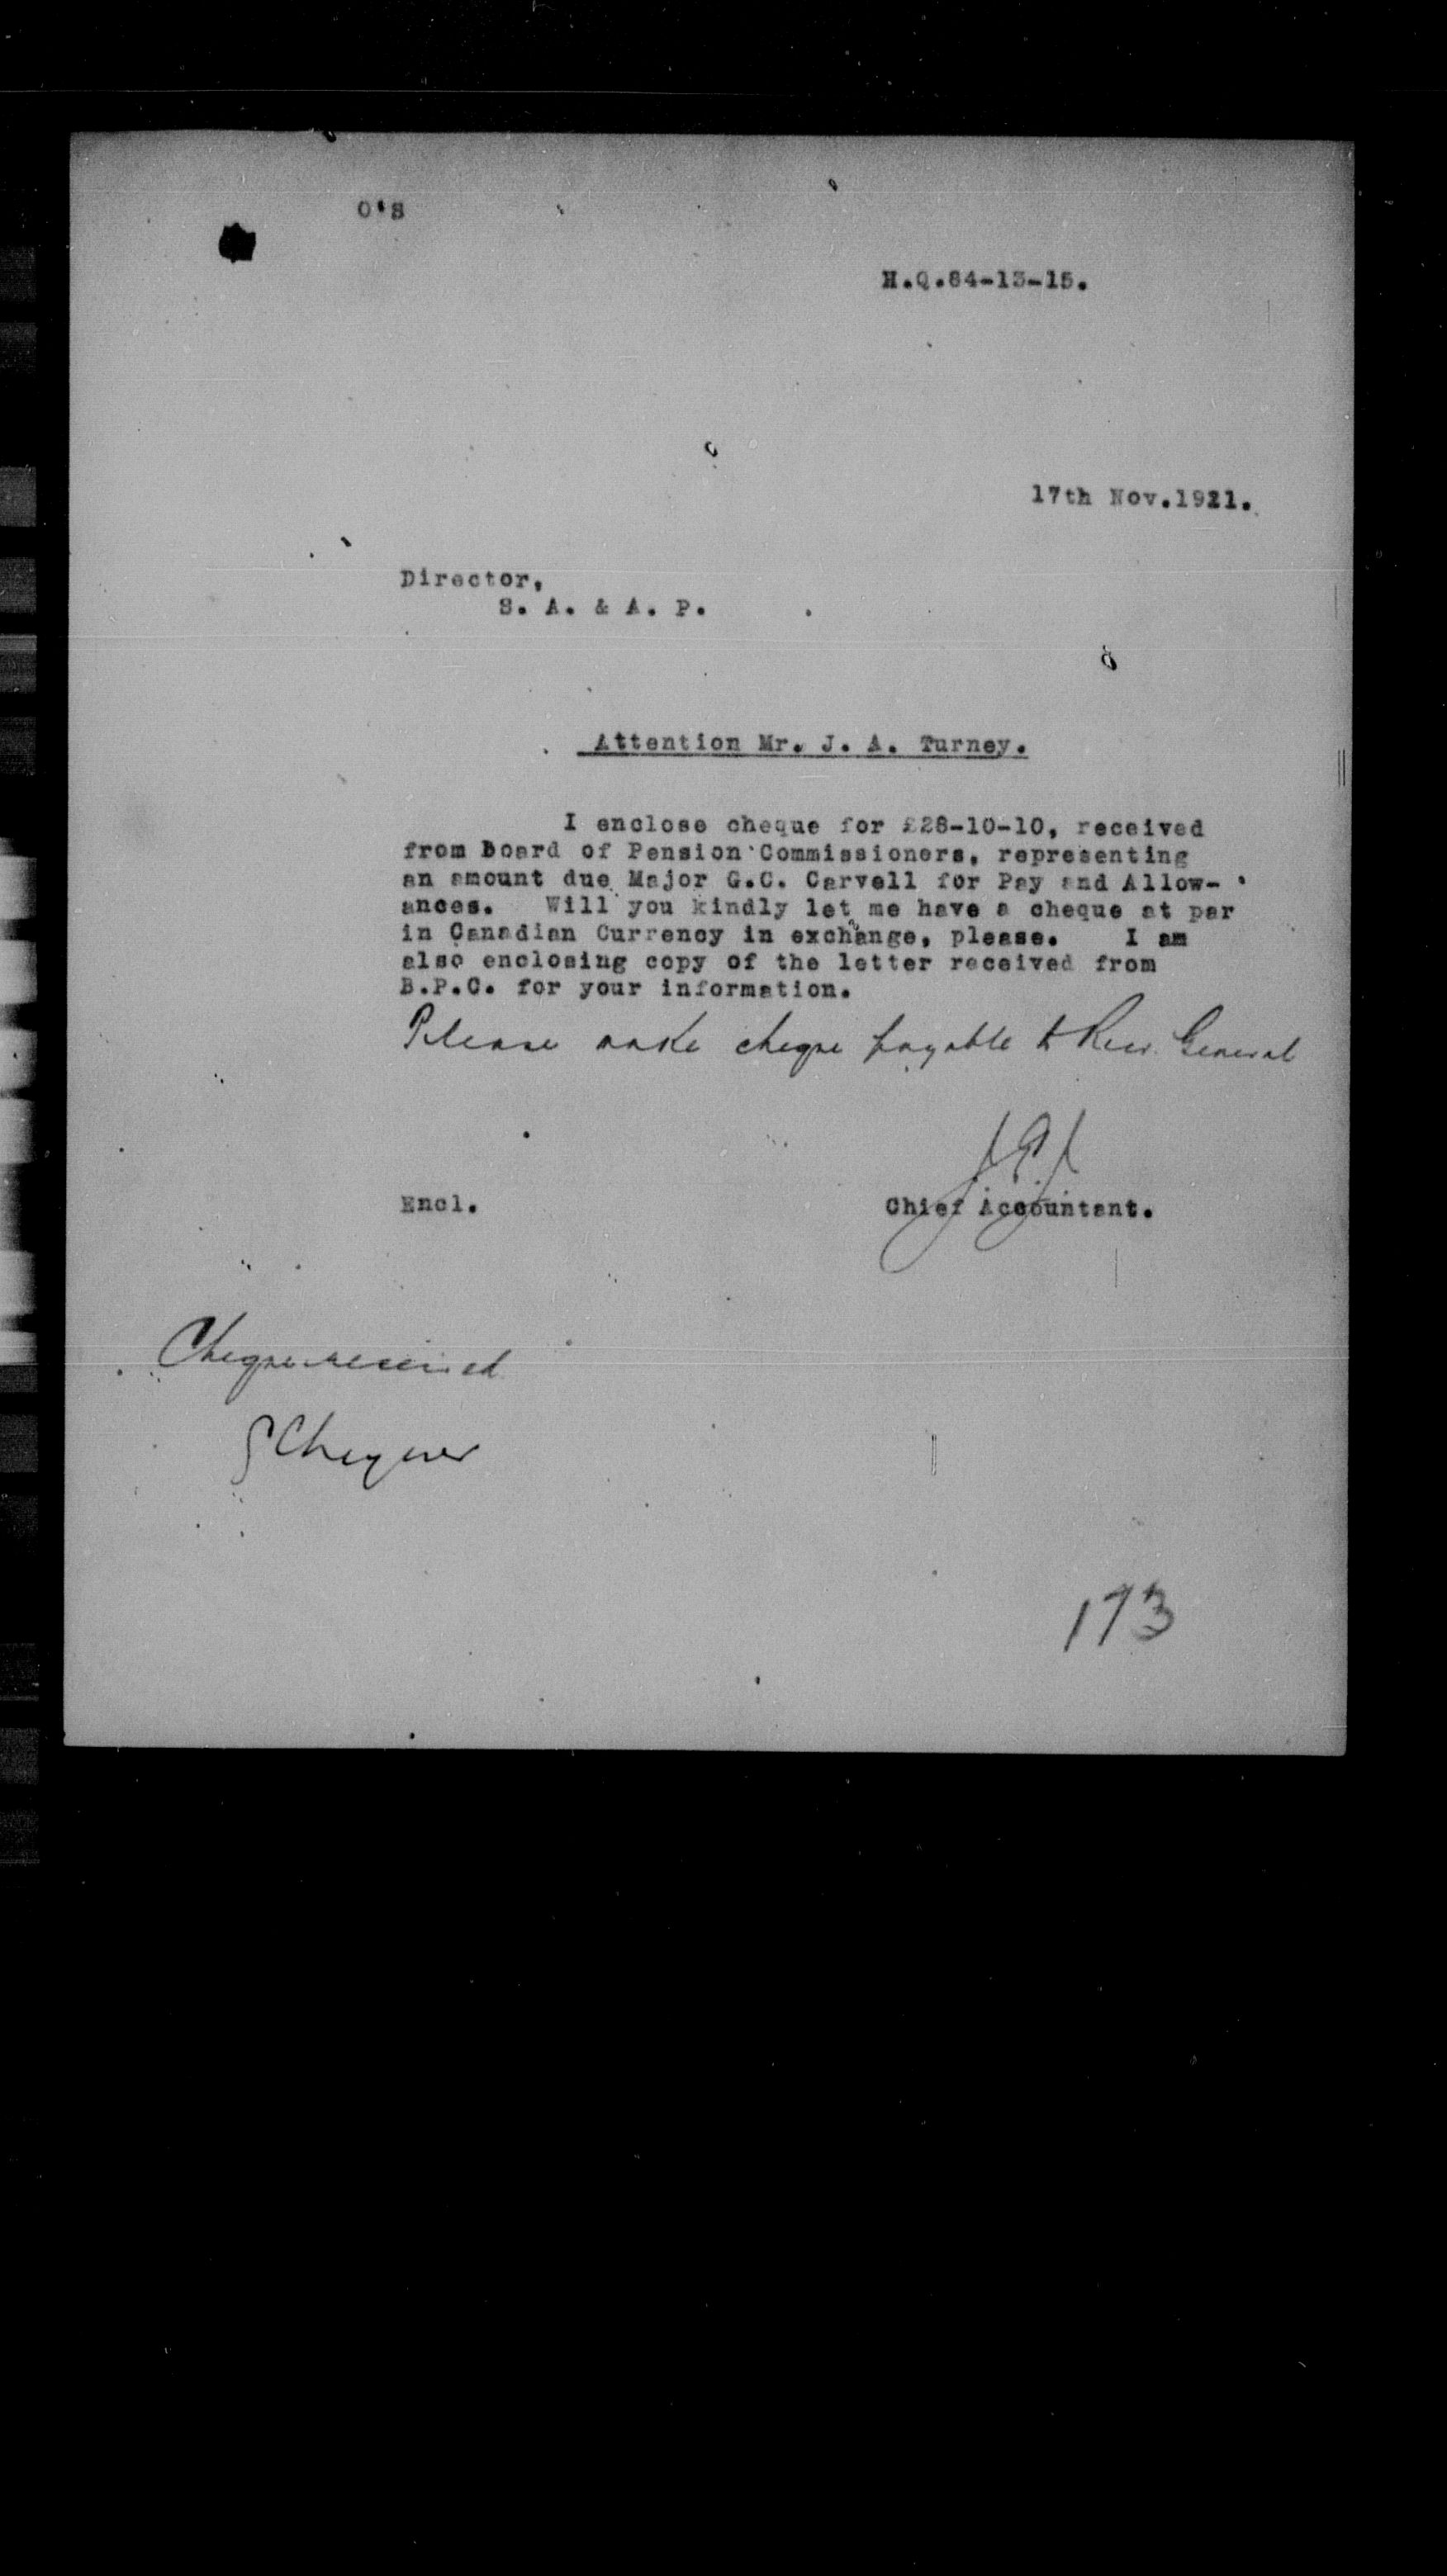 O'S
H.Q.64-13-15.
17th Nov.1921.
Director,
S. A. & A. P.
Attention Mr. J. A. Turney.
I enclose cheque for £28-10-10, received
from Board of Pension Commissioners, representing
an amount due Major G.C. Carvell for Pay and Allow-
ances. Will you kindly let me have a cheque at par
in Canadian Currency in exchange, please. I am
also enclosing copy of the letter received from
B.P.C. for your information.
Please make cheque payable to Rec. General
Encl.
Chief Accountant.
Cheque received
173